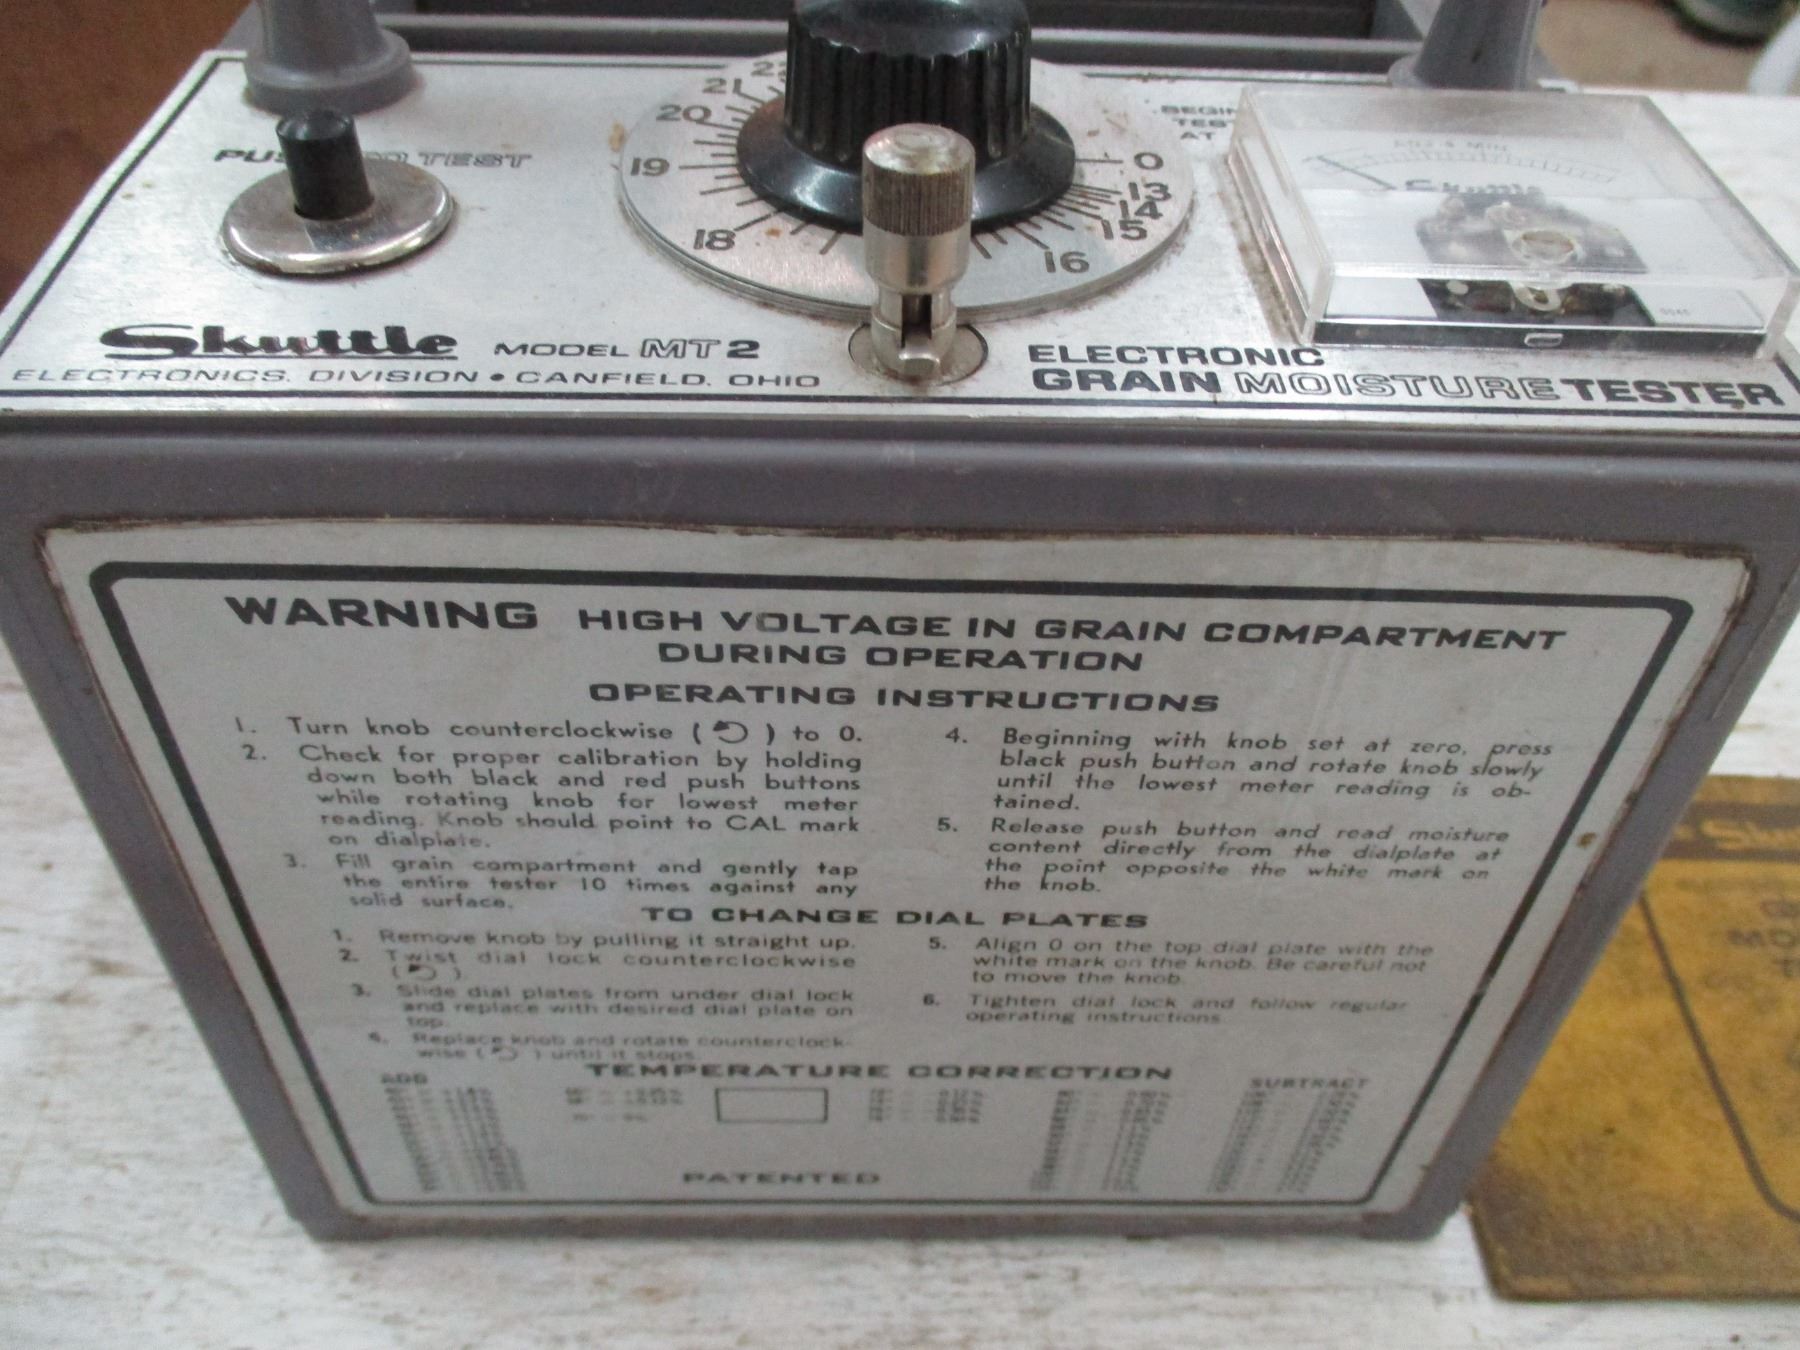 PUS TEST
20
19
18
16
15
14
13
0
BEGIN
TEST
AT
Skuttle
Skuttle MODEL MT2
ELECTRONICS. DIVISION • CANFIELD. OHIO
ELECTRONIC
GRAIN MOISTURE TESTER
WARNING HIGH VOLTAGE IN GRAIN COMPARTMENT
DURING OPERATION
OPERATING INSTRUCTIONS
1. Turn knob counterclockwise ( ) to 0.
2. Check for proper calibration by holding
down both black and red push buttons
while rotating knob for lowest meter
reading. Knob should point to CAL mark
on dialplate.
3. Fill grain compartment and gently tap
the entire tester 10 times against any
solid surface.
4. Beginning with knob set at zero, press
black push button and rotate knob slowly
until the lowest meter reading is ob-
tained.
5. Release push button and read moisture
content directly from the dialplate at
the point opposite the white mark on
the knob.
TO CHANGE DIAL PLATES
1. Remove knob by pulling it straight up.
2. Twist dial lock counterclockwise
( )
3. Slide dial plates from under dial lock
and replace with desired dial plate on
top.
4. Replace knob and rotate counterclock-
wise ( ) until it stops.
5. Align 0 on the top dial plate with the
white mark on the knob. Be careful not
to move the knob.
6. Tighten dial lock and follow regular
operating instructions.
TEMPERATURE CORRECTION
ADD
SUBTRACT
PATENTED